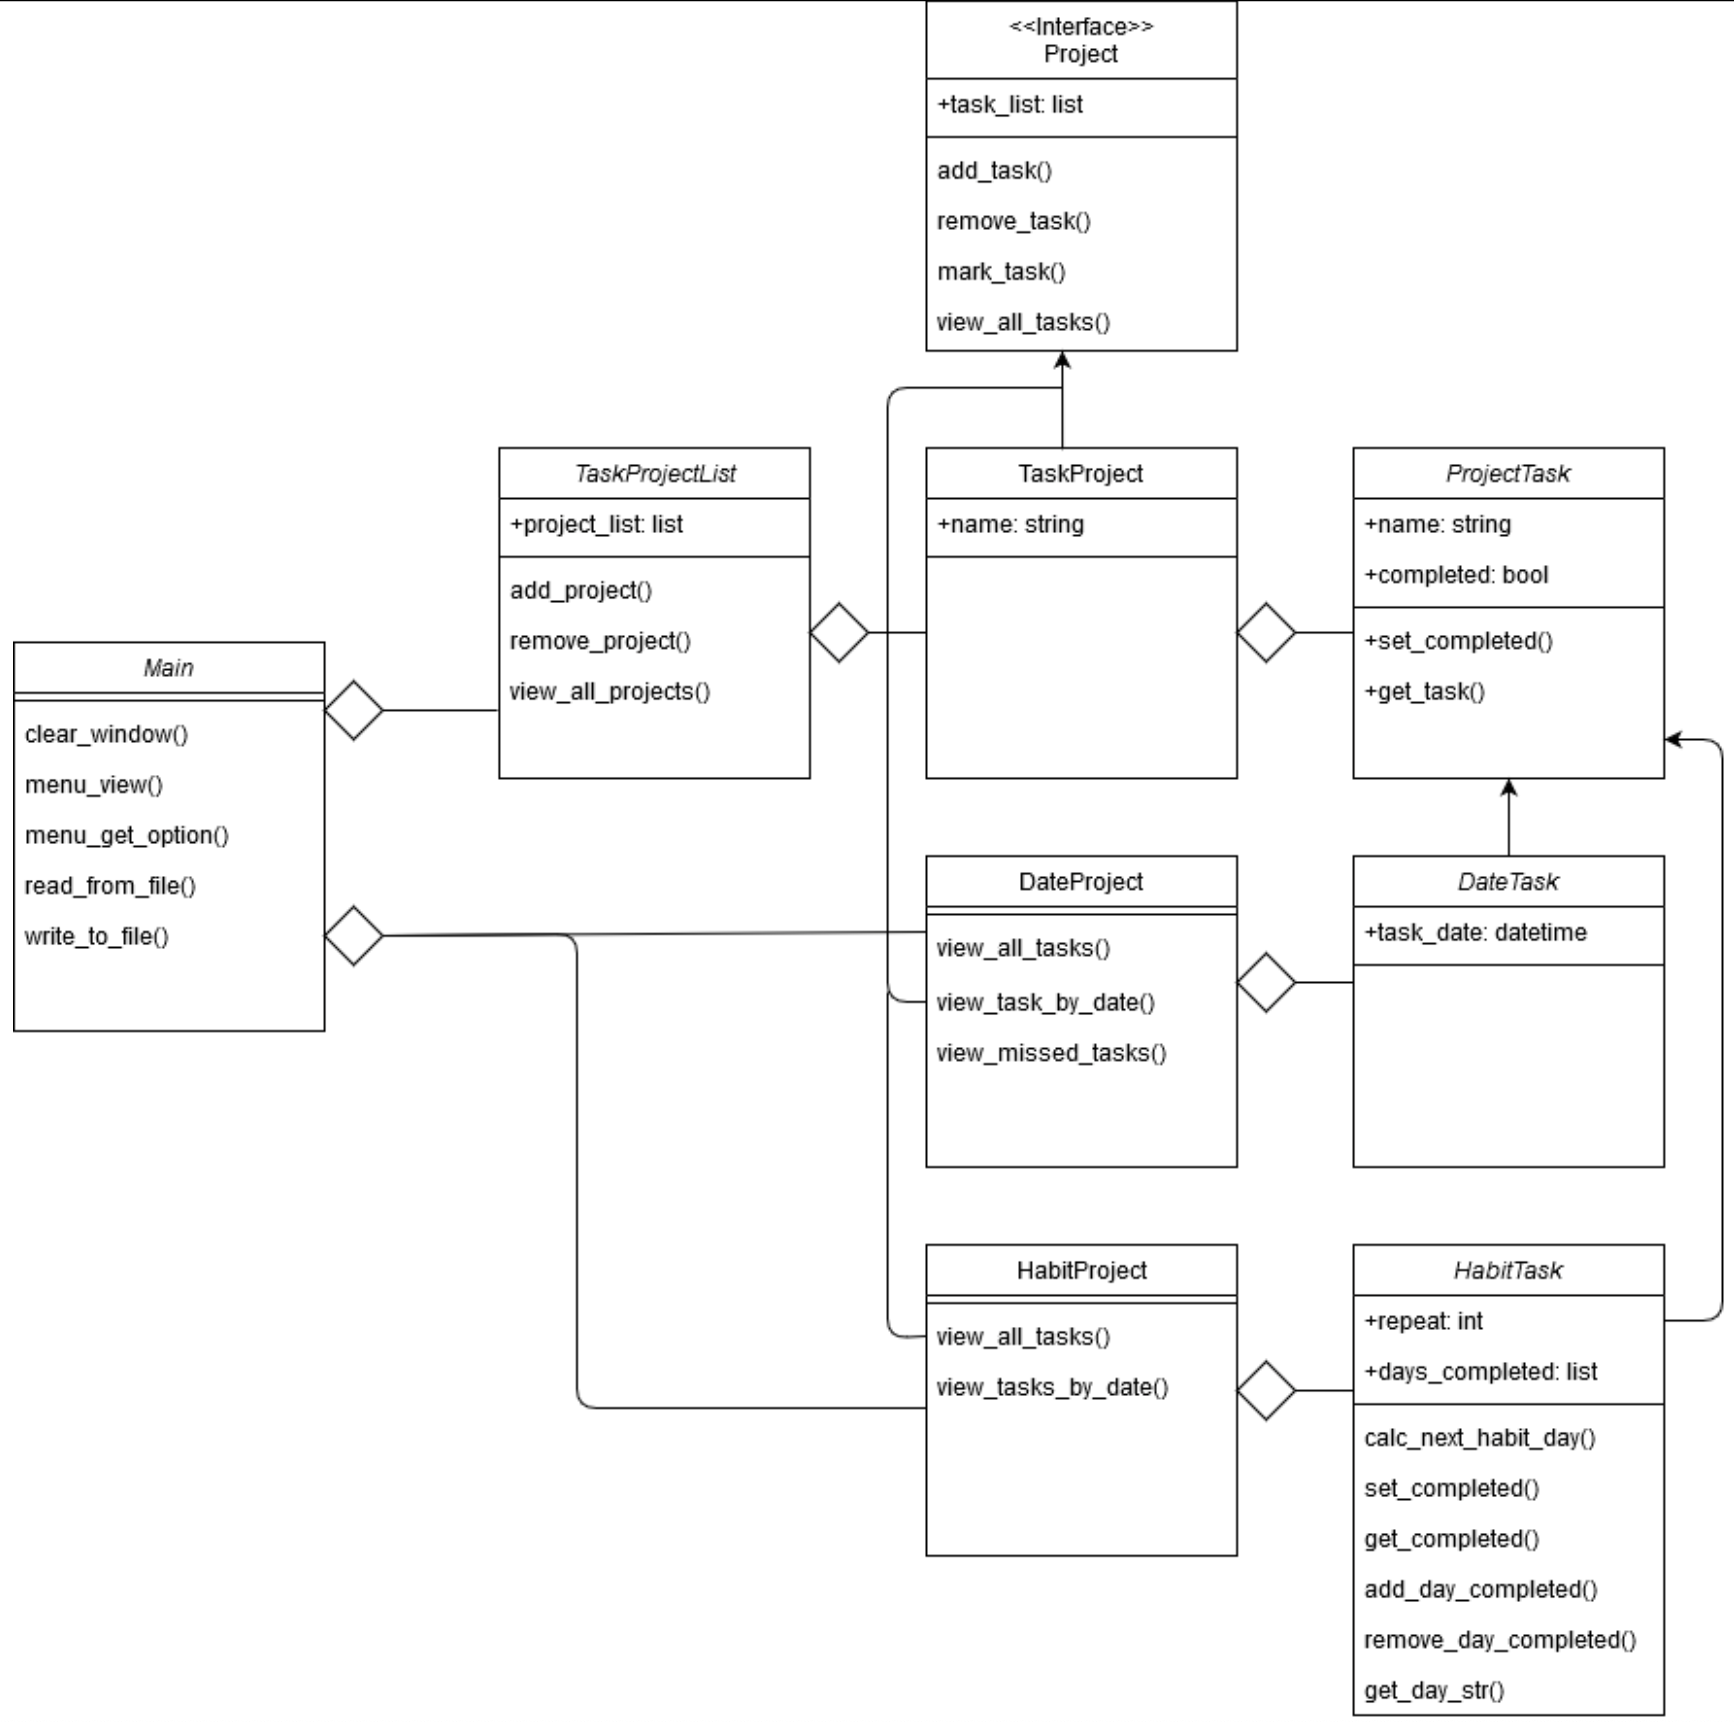 <<Interface>>
Project
+task_list: list
add_task()
remove_task()
mark_task()
view_all_tasks()
TaskProjectList
+project_list: list
add_project()
remove_project()
view_all_projects()
TaskProject
+name: string
ProjectTask
+name: string
+completed: bool
+set_completed()
+get_task()
Main
clear_window()
menu_view()
menu_get_option()
read_from_file()
write_to_file()
DateProject
view_all_tasks()
view_task_by_date()
view_missed_tasks()
DateTask
+task_date: datetime
HabitProject
view_all_tasks()
view_tasks_by_date()
HabitTask
+repeat: int
+days_completed: list
calc_next_habit_day()
set_completed()
get_completed()
add_day_completed()
remove_day_completed()
get_day_str()